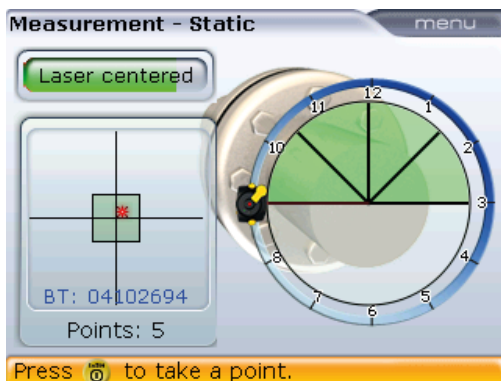 Measurement - Static
menu
Laser centered
12
11
1
10
2
3
8
4
7
5
6
BT: 04102694
Points: 5
Press to take a point.